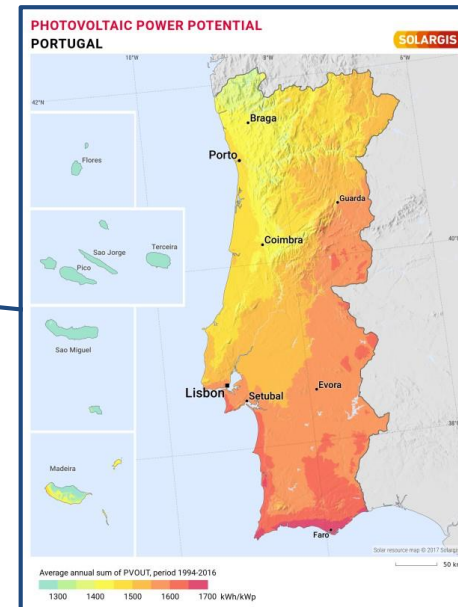 PHOTOVOLTAIC POWER POTENTIAL
PORTUGAL
SOLARGIS
10°W
8°W
6°W
42°N
Braga
Porto
Flores
Guarda
Sao Jorge
Terceira
Pico
Coimbra
40°N
Sao Miguel
Lisbon
Setubal
Evora
38°N
Madeira
Faro
Solar resource map © 2017 Solargis
50 km
Average annual sum of PVOUT, period 1994-2016
1300 1400 1500 1600 1700 kWh/kWp